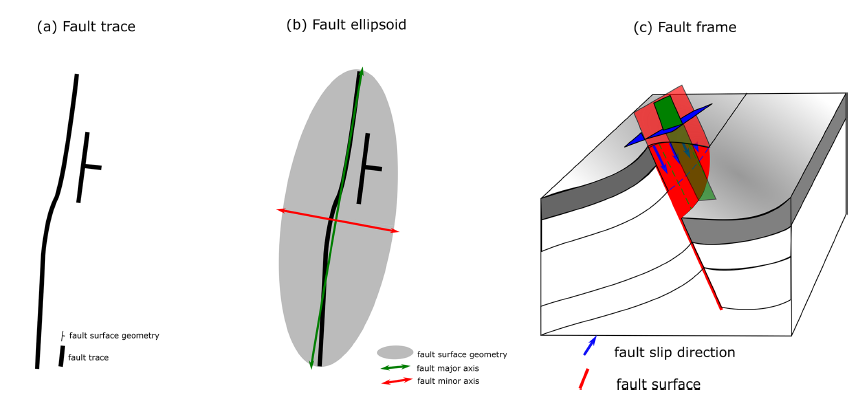 (a) Fault trace
(b) Fault ellipsoid
(c) Fault frame
fault surface geometry
fault trace
fault surface geometry
fault major axis
fault minor axis
fault slip direction
fault surface